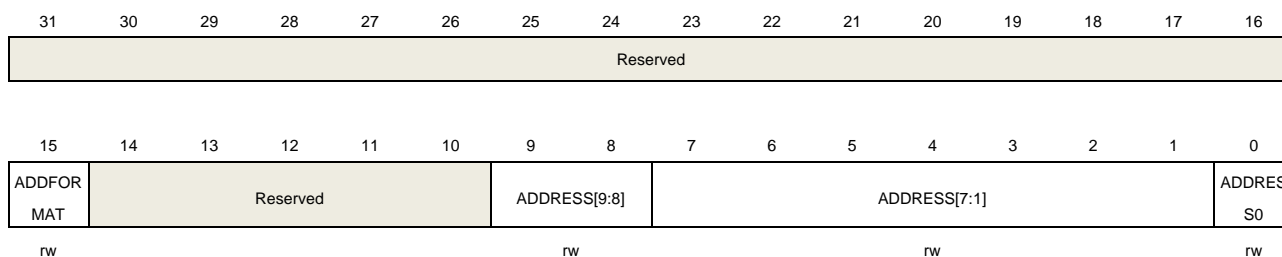 31 30 29 28 27 26 25 24 23 22 21 20 19 18 17 16
Reserved
15 14 13 12 11 10 9 8 7 6 5 4 3 2 1 0
ADDFOR
MAT
Reserved
ADDRESS[9:8]
ADDRESS[7:1]
ADDRES
S0
rw rw rw rw